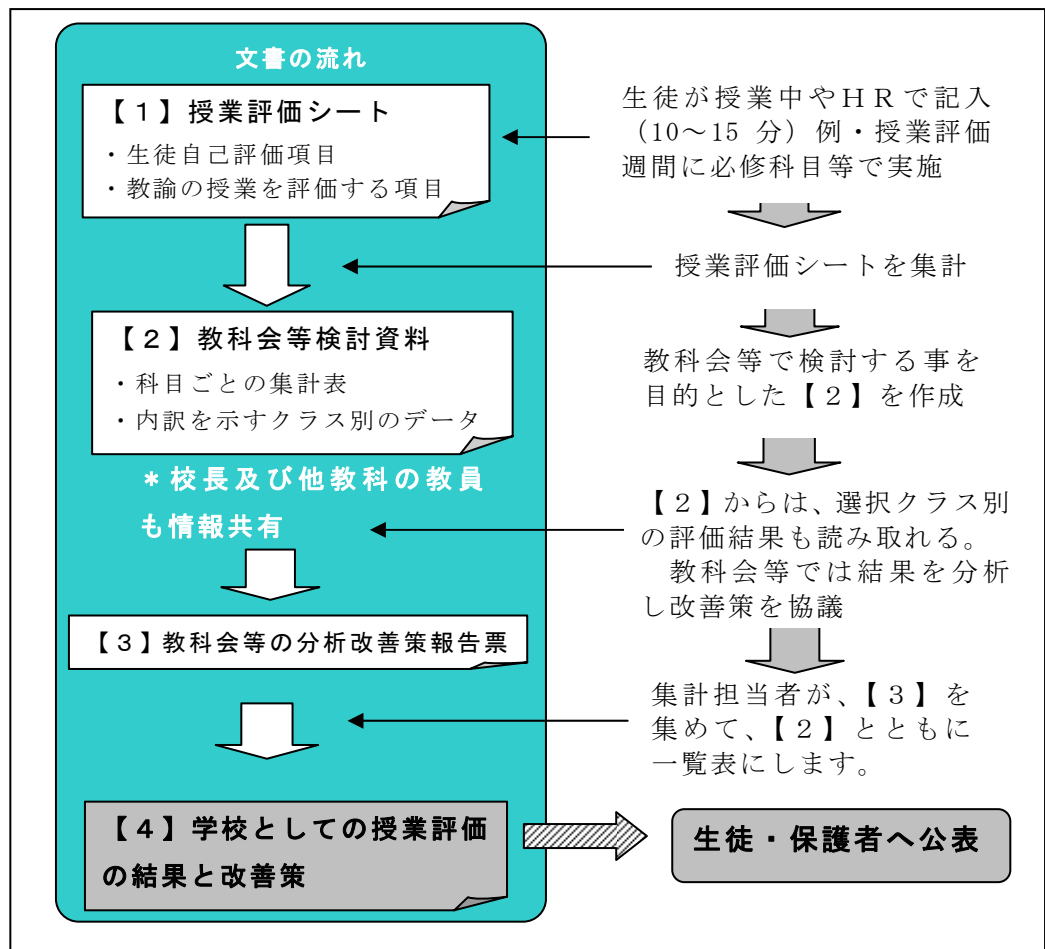 文書の流れ
【１】授業評価シート
・生徒自己評価項目
・教諭の授業を評価する項目
生徒が授業中やＨＲで記入
（10～15 分）例・授業評価
週間に必修科目等で実施
授業評価シートを集計
【２】教科会等検討資料
・科目ごとの集計表
・内訳を示すクラス別のデータ
教科会等で検討する事を
目的とした【２】を作成
＊校長及び他教科の教員
も情報共有
【２】からは、選択クラス別
の評価結果も読み取れる。
教科会等では結果を分析
し改善策を協議
【３】教科会等の分析改善策報告票
集計担当者が、【３】を
集めて、【２】とともに
一覧表にします。
【４】学校としての授業評価
の結果と改善策
生徒・保護者へ公表